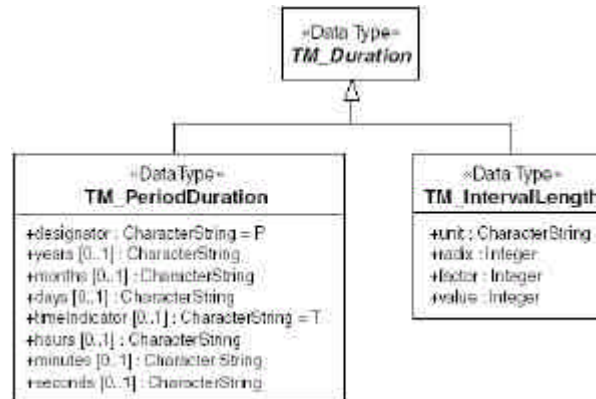 «Data Type»
TM_Duration
«DataType»
TM_PeriodDuration
+designator : CharacterString = P
+years [0..1] : CharacterString
+months [0..1] : CharacterString
+days [0..1] : CharacterString
+timeIndicator [0..1] : CharacterString = T
+hours [0..1] : CharacterString
+minutes [0..1] : Character String
+seconds [0..1] : CharacterString
«Data Type»
TM_IntervalLength
+unit : CharacterString
+radix : Integer
+factor : Integer
+value : Integer